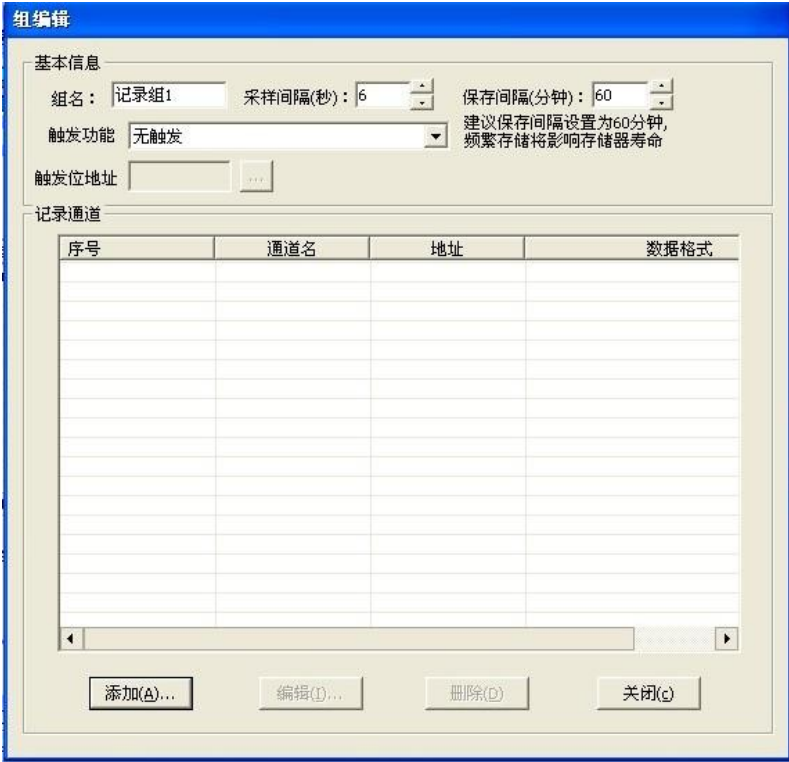 组编辑
基本信息
组名： 记录组1 采样间隔(秒)：6 保存间隔(分钟)：60
触发功能 无触发 建议保存间隔设置为60分钟,
频繁存储将影响存储器寿命
触发位地址 ...
记录通道
序号 通道名 地址 数据格式
添加(A)... 编辑(I)... 删除(D) 关闭(c)